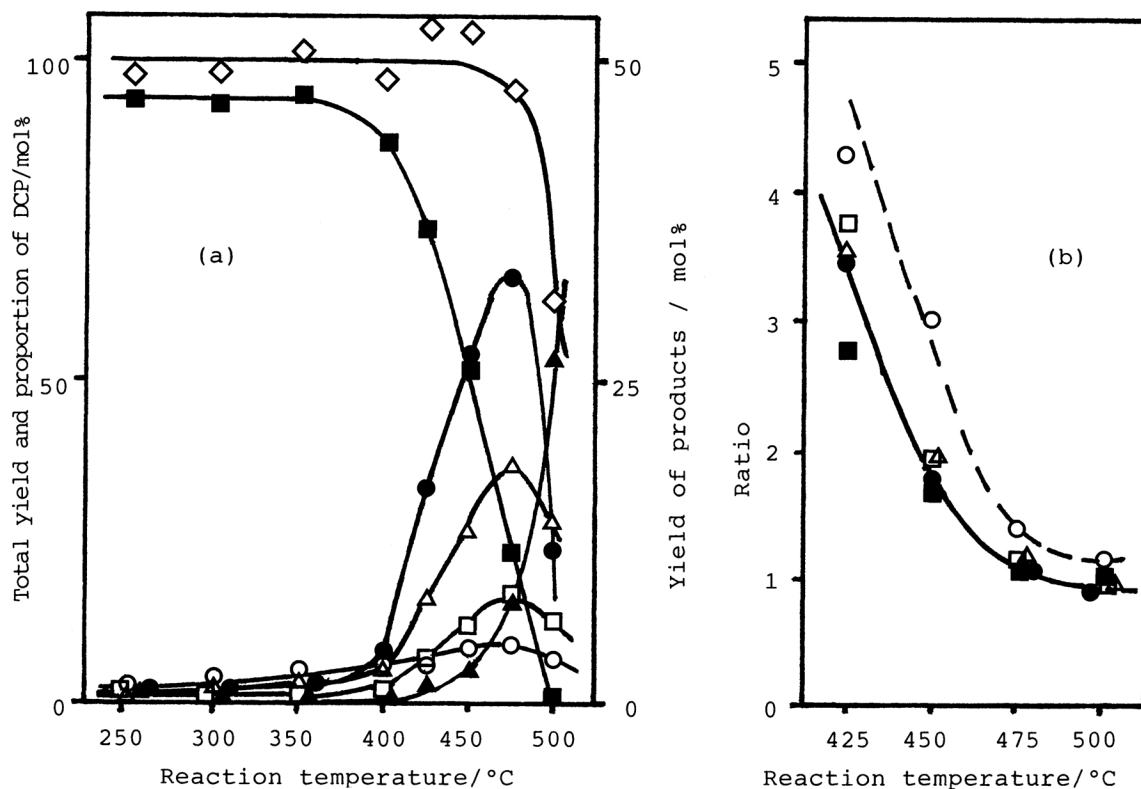 Total yield and proportion of DCP/mol%
100
50
0
(a)
50
25
0
Yield of products / mol%
250 300 350 400 450 500
Reaction temperature/°C
Ratio
5
4
3
2
1
0
(b)
425 450 475 500
Reaction temperature/°C